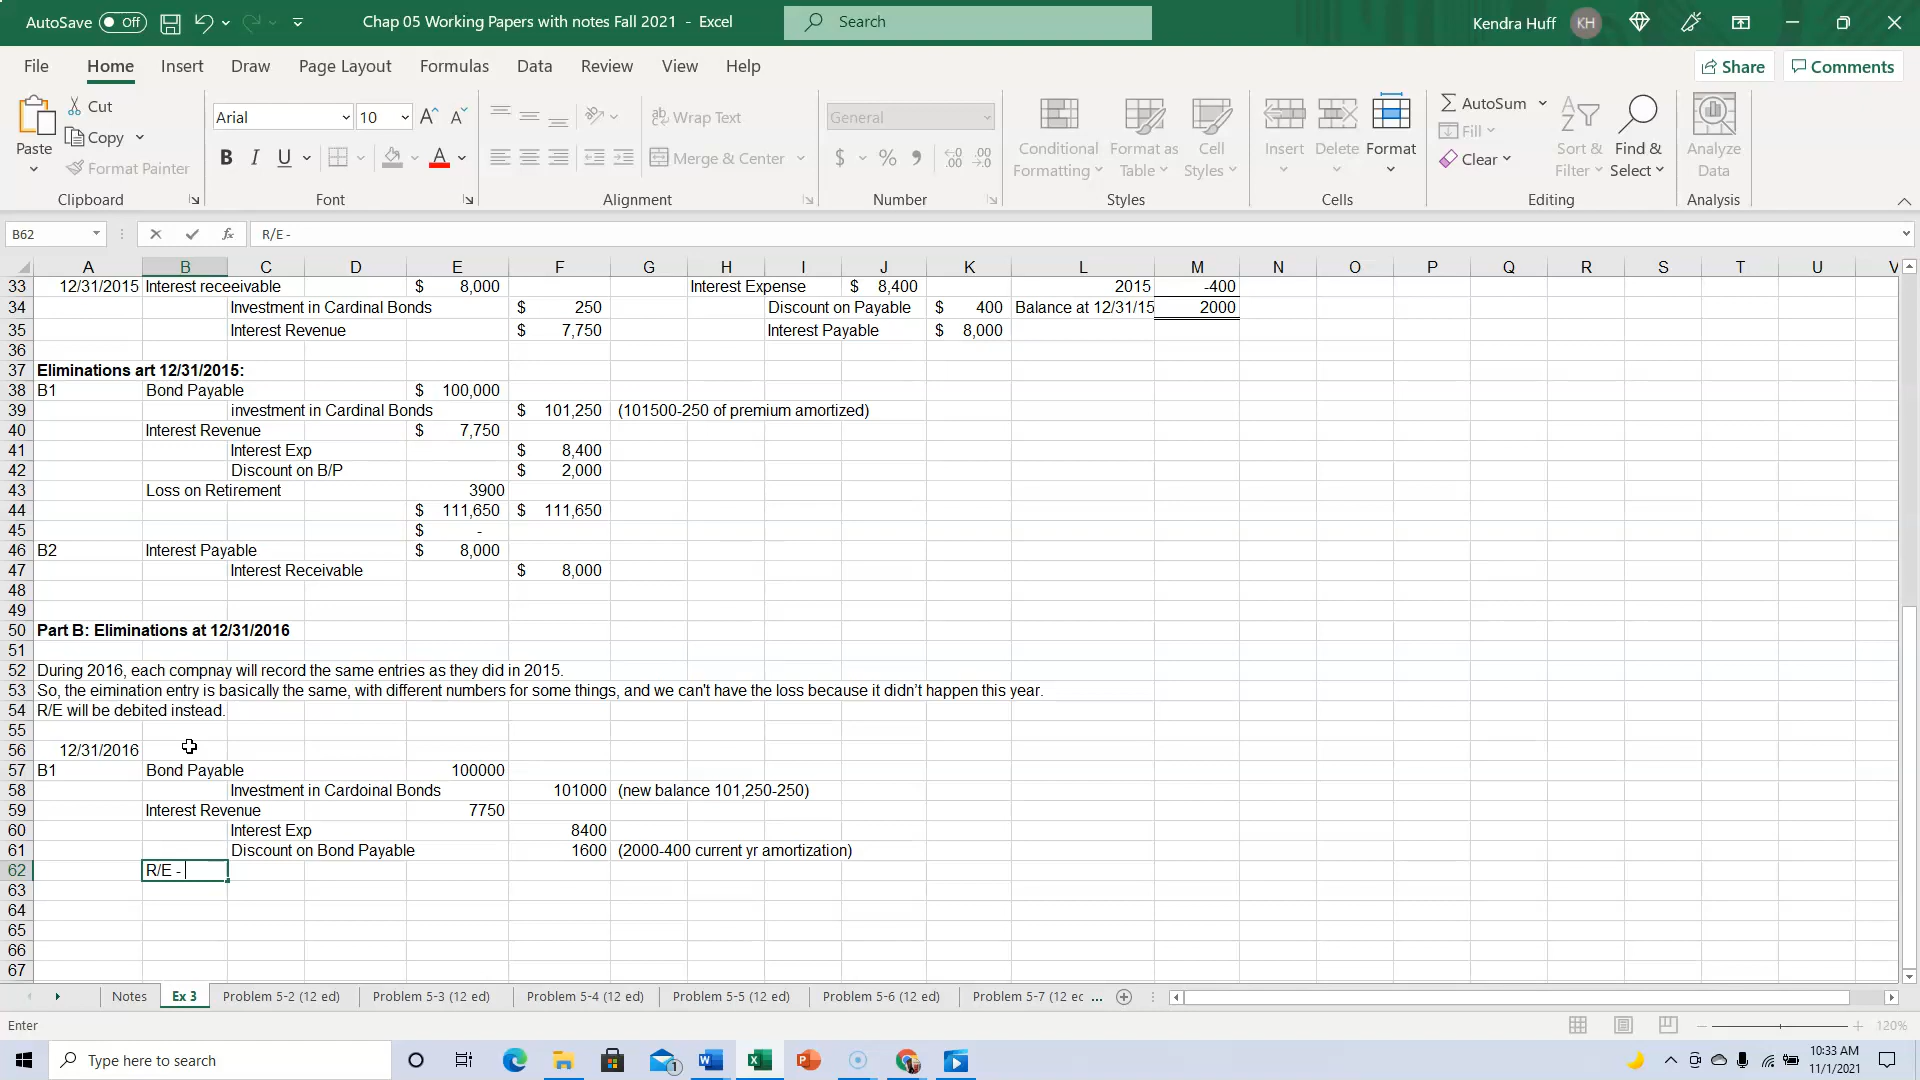 AutoSave Off Chap 05 Working Papers with notes Fall 2021 - Excel Search Kendra Huff KH
File Home Insert Draw Page Layout Formulas Data Review View Help Share Comments
Paste Cut Copy Format Painter Clipboard
Arial 10 B I U A Font
Wrap Text Merge & Center Alignment
General $ % Number
Conditional Formatting Format as Table Cell Styles Styles
Insert Delete Format Cells
AutoSum Fill Clear Sort & Filter Find & Select Editing
Analyze Data Analysis
B62 fx R/E -
A B C D E F G H I J K L M N O P Q R S T U V
33 12/31/2015 Interest receeivable $ 8,000 Interest Expense $ 8,400 2015 -400
34 Investment in Cardinal Bonds $ 250 Discount on Payable $ 400 Balance at 12/31/15 2000
35 Interest Revenue $ 7,750 Interest Payable $ 8,000
36
37 Eliminations art 12/31/2015:
38 B1 Bond Payable $ 100,000
39 investment in Cardinal Bonds $ 101,250 (101500-250 of premium amortized)
40 Interest Revenue $ 7,750
41 Interest Exp $ 8,400
42 Discount on B/P $ 2,000
43 Loss on Retirement 3900
44 $ 111,650 $ 111,650
45 $ -
46 B2 Interest Payable $ 8,000
47 Interest Receivable $ 8,000
48
49
50 Part B: Eliminations at 12/31/2016
51
52 During 2016, each compnay will record the same entries as they did in 2015.
53 So, the eimination entry is basically the same, with different numbers for some things, and we can't have the loss because it didn't happen this year.
54 R/E will be debited instead.
55
56 12/31/2016
57 B1 Bond Payable 100000
58 Investment in Cardoinal Bonds 101000 (new balance 101,250-250)
59 Interest Revenue 7750
60 Interest Exp 8400
61 Discount on Bond Payable 1600 (2000-400 current yr amortization)
62 R/E -
63
64
65
66
67
Notes Ex 3 Problem 5-2 (12 ed) Problem 5-3 (12 ed) Problem 5-4 (12 ed) Problem 5-5 (12 ed) Problem 5-6 (12 ed) Problem 5-7 (12 ec ...
Enter 120%
Type here to search 1 10:33 AM
11/1/2021